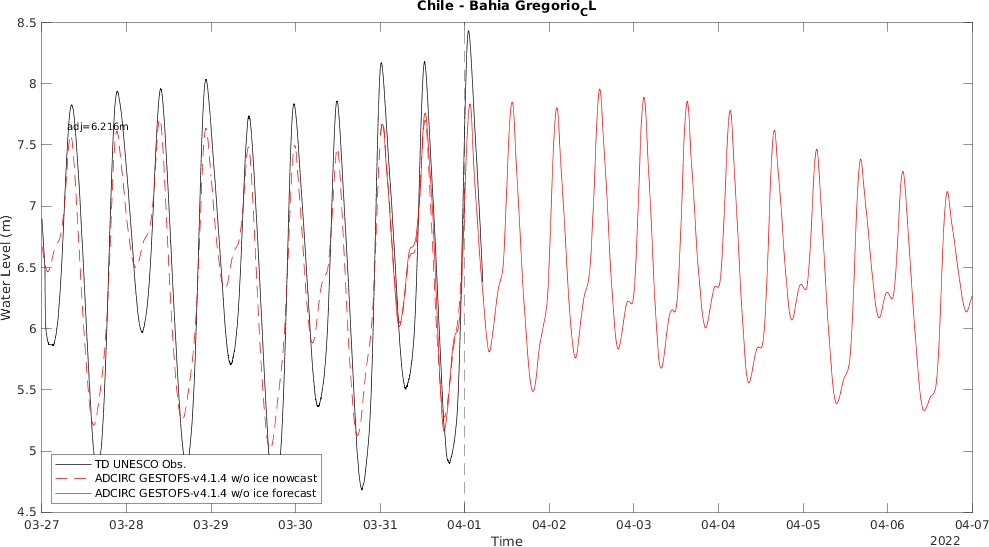 Chile - Bahia Gregorio_CL
8.5
8
7.5
7
6.5
6
5.5
5
4.5
Water Level (m)
adj=6.216m
TD UNESCO Obs.
ADCIRC GESTOFS-v4.1.4 w/o ice nowcast
ADCIRC GESTOFS-v4.1.4 w/o ice forecast
03-27 03-28 03-29 03-30 03-31 04-01 04-02 04-03 04-04 04-05 04-06 04-07
Time
2022